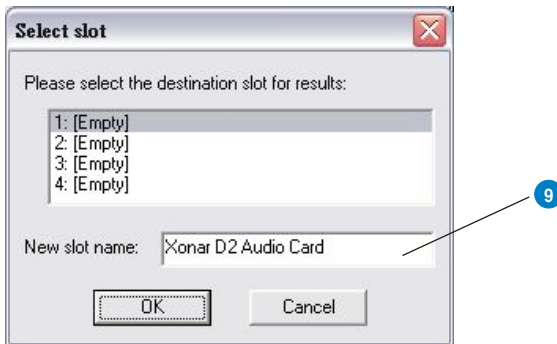 Select slot
Please select the destination slot for results:
1: [Empty]
2: [Empty]
3: [Empty]
4: [Empty]
9
New slot name: Xonar D2 Audio Card
OK Cancel